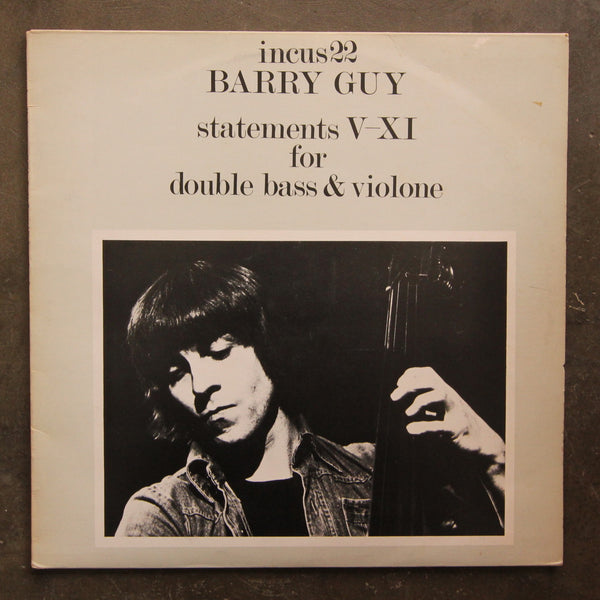 incus22
BARRY GUY
statements V–XI
for
double bass & violone